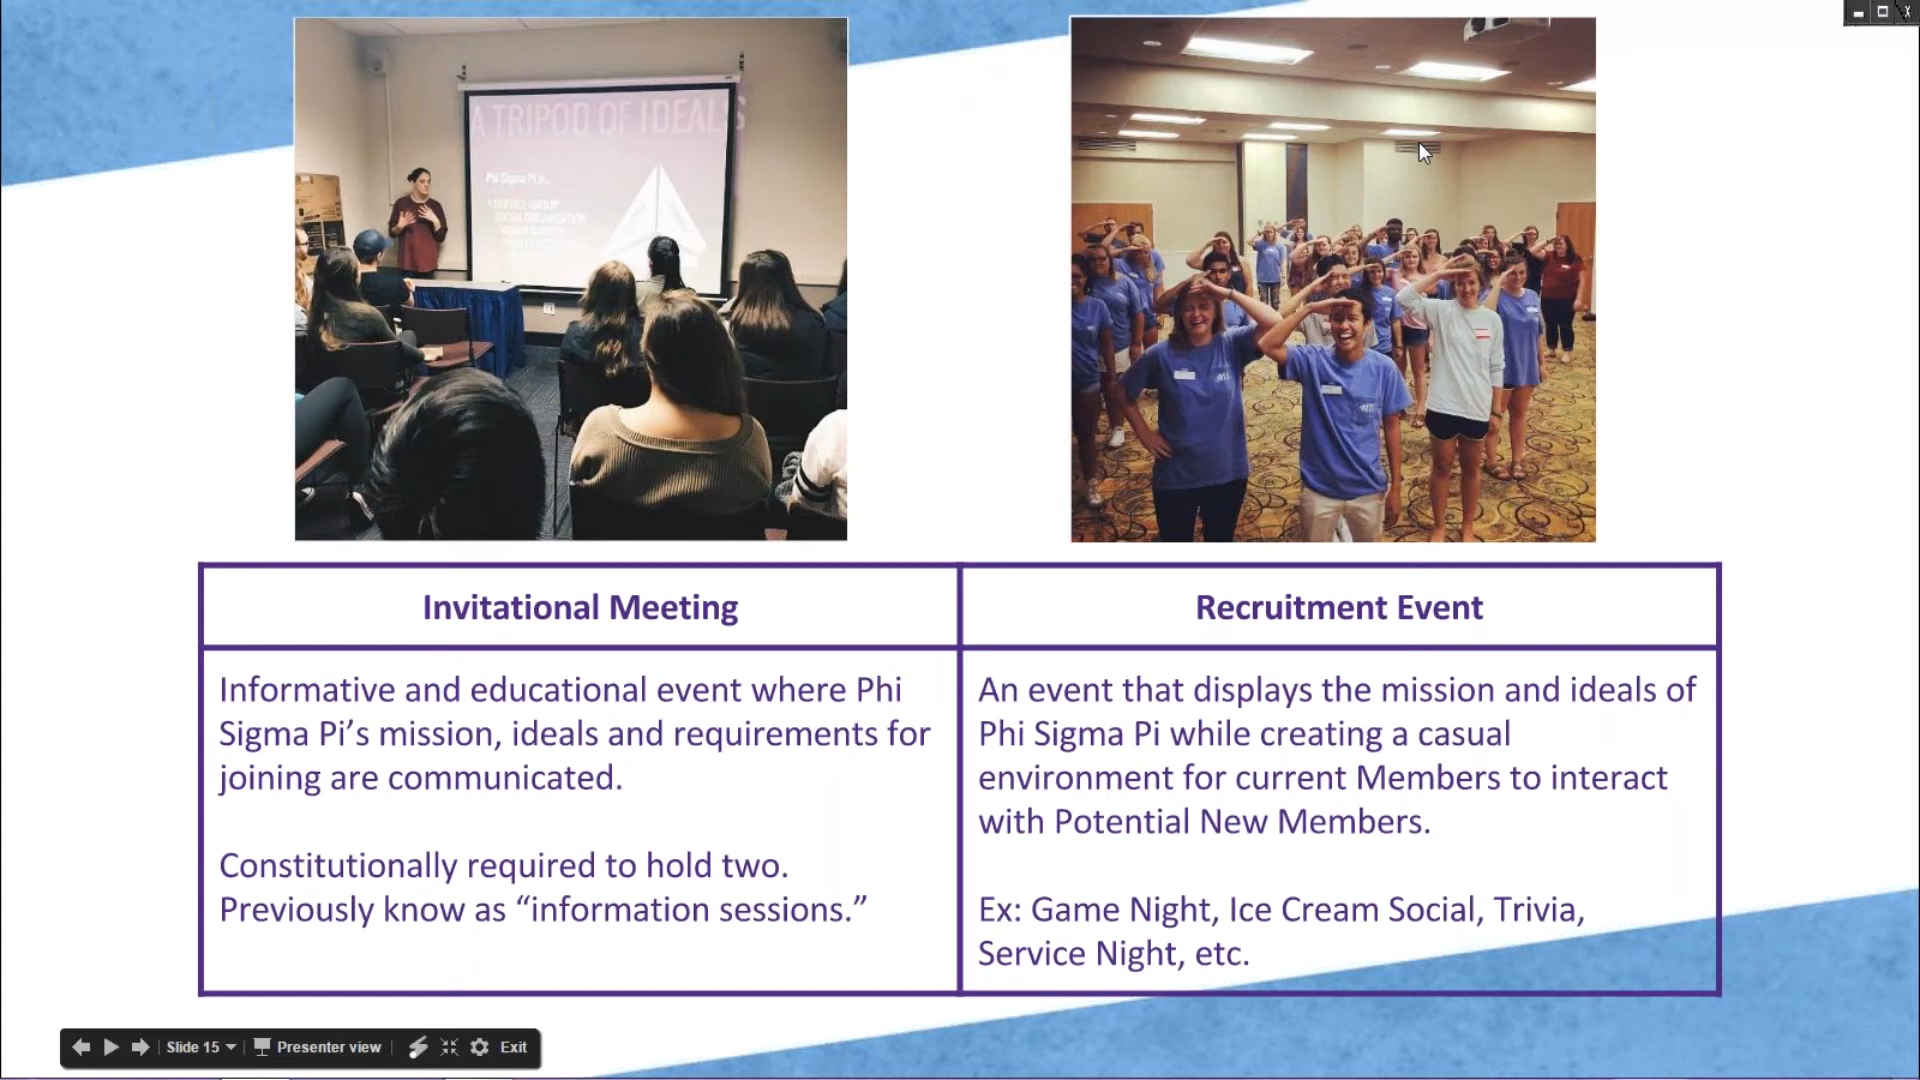 A TRIPOD OF IDEALS
Phi Sigma Pi is...
SOCIAL ORGANIZATION
Invitational Meeting
Recruitment Event
Informative and educational event where Phi
Sigma Pi’s mission, ideals and requirements for
joining are communicated.
Constitutionally required to hold two.
Previously know as “information sessions.”
An event that displays the mission and ideals of
Phi Sigma Pi while creating a casual
environment for current Members to interact
with Potential New Members.
Ex: Game Night, Ice Cream Social, Trivia,
Service Night, etc.
Slide 15
Presenter view
Exit